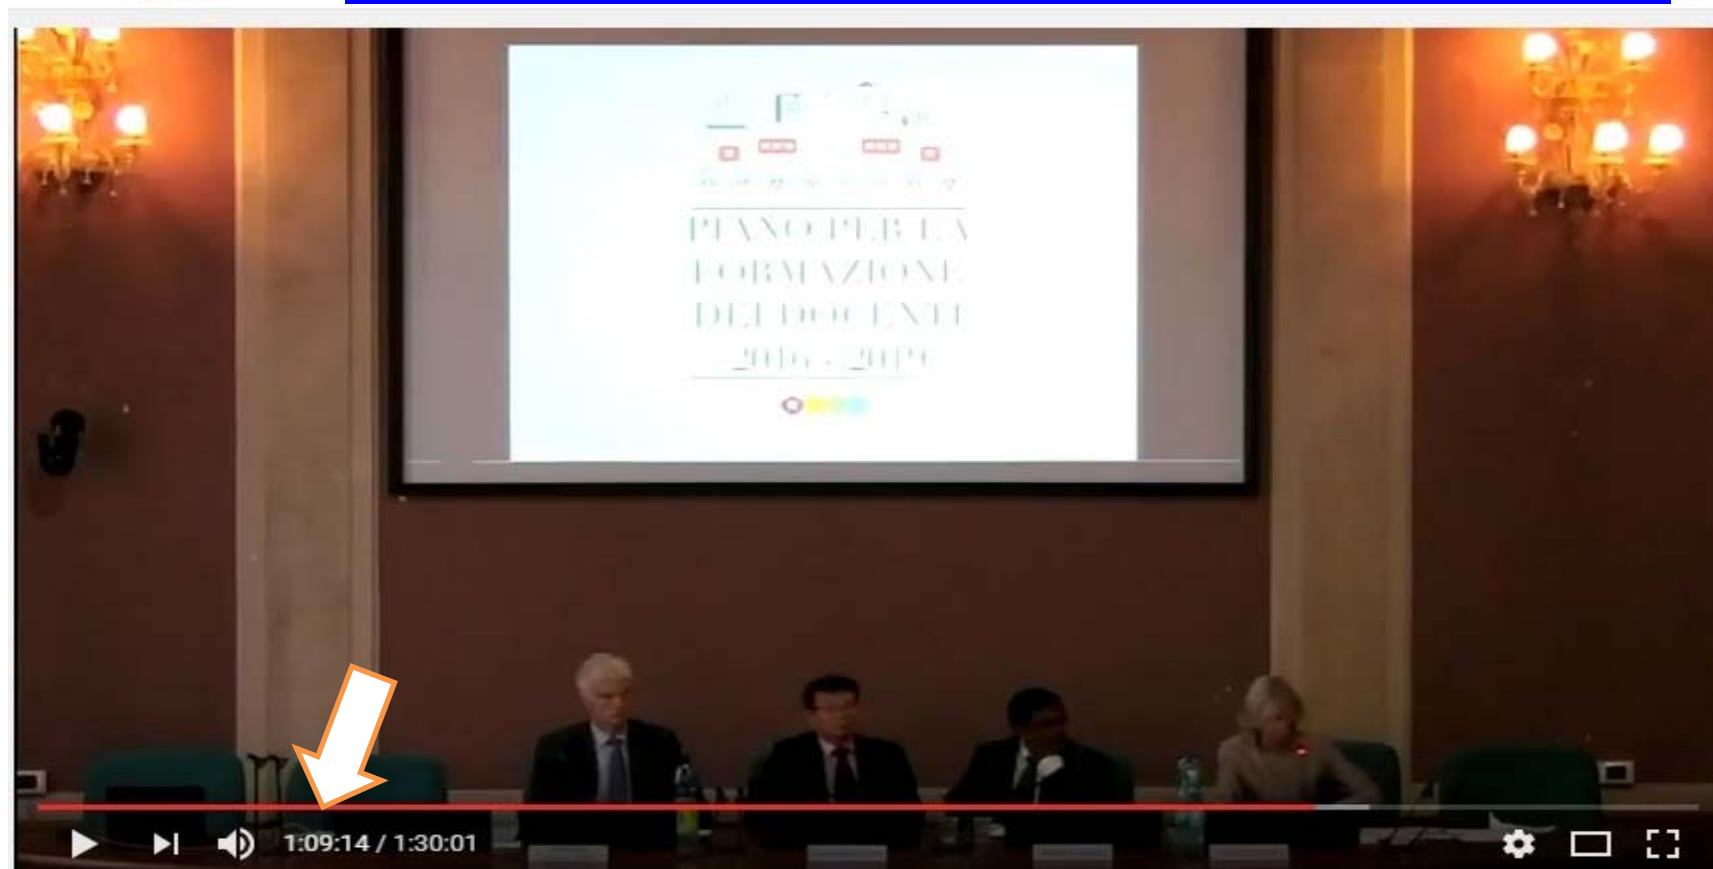 PIANO PER LA
FORMAZIONE
DEI DOCENTI
2016 - 2019
1:09:14 / 1:30:01